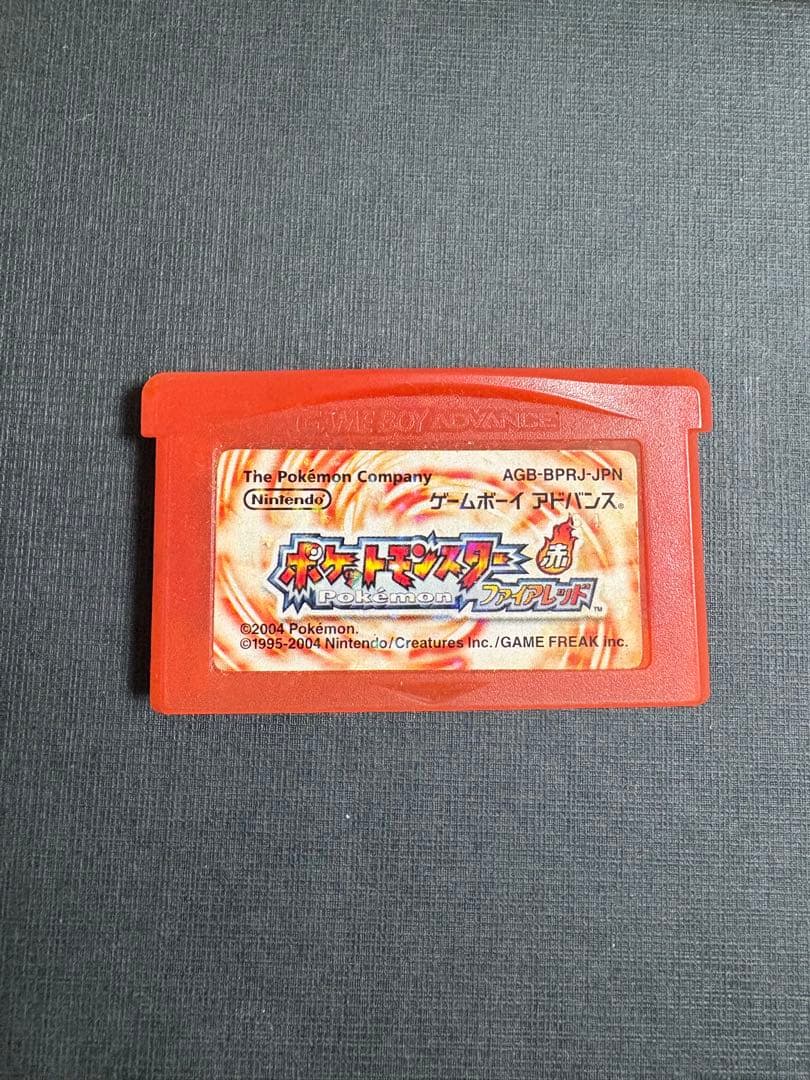 GAME BOY ADVANCE
The Pokémon Company AGB-BPRJ-JPN
Nintendo ゲームボーイ アドバンス®
ポケットモンスター 赤
Pokémon ファイアレッド™
©2004 Pokémon.
©1995-2004 Nintendo/Creatures Inc./GAME FREAK inc.